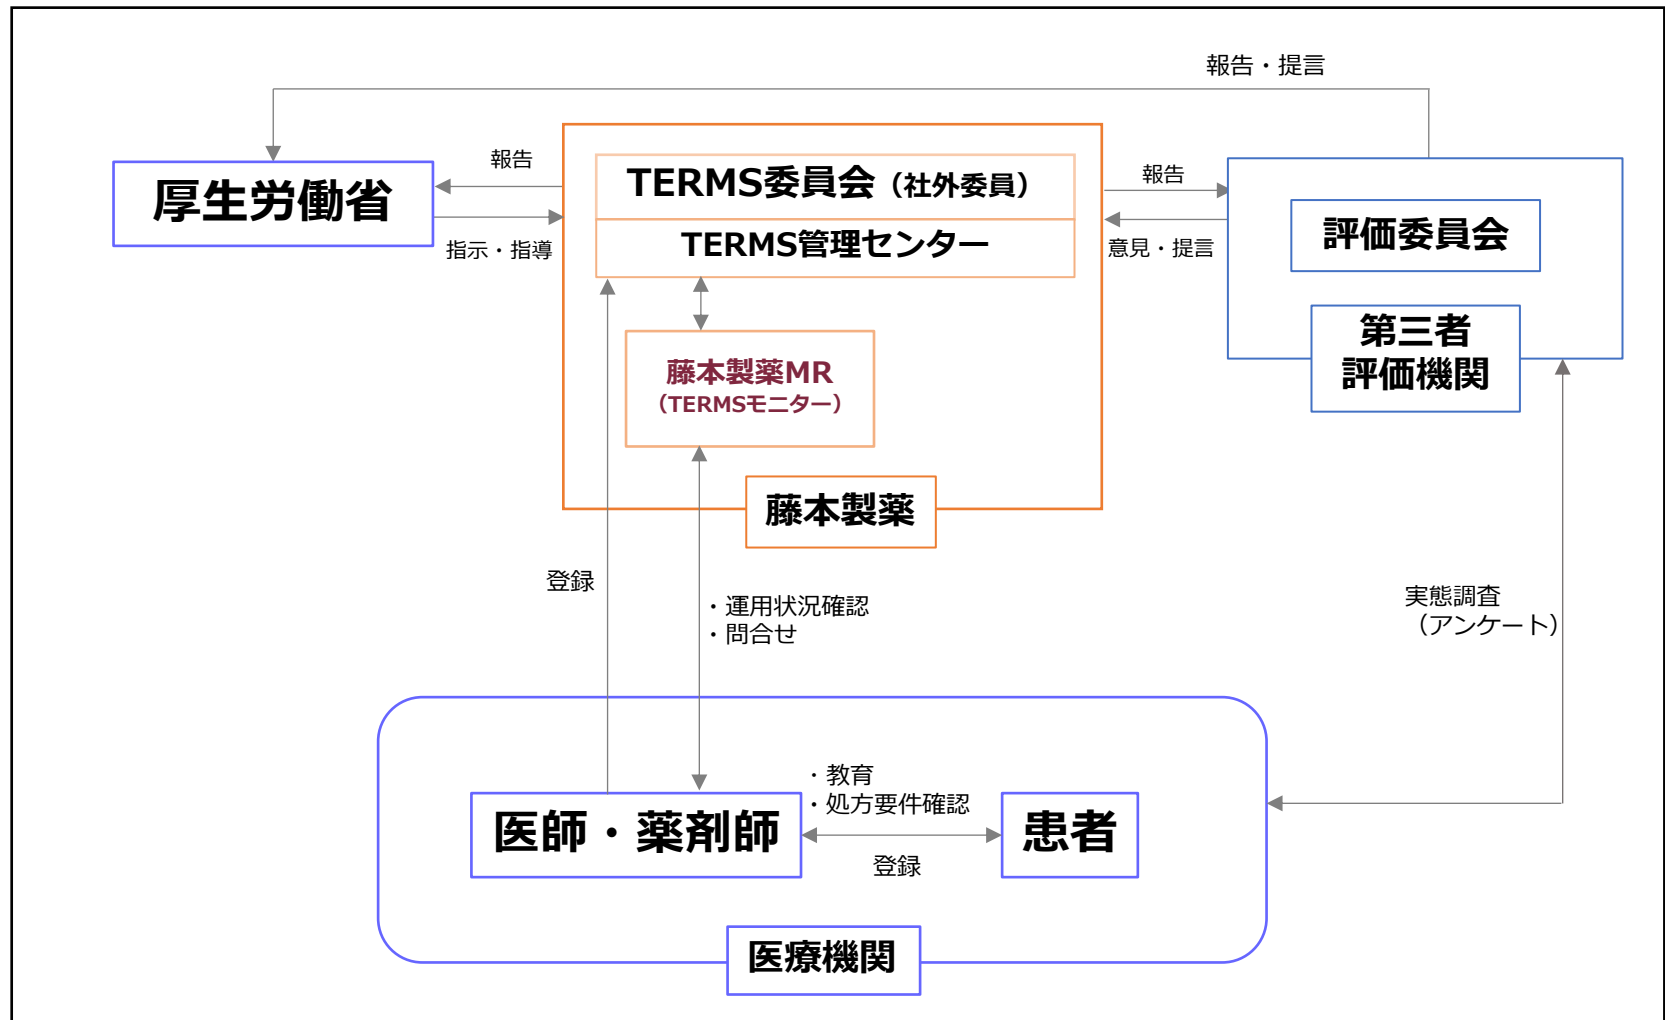 報告・提言
厚生労働省
報告
指示・指導
TERMS委員会（社外委員）
TERMS管理センター
報告
意見・提言
評価委員会
第三者
評価機関
藤本製薬MR
（TERMSモニター）
藤本製薬
登録
・運用状況確認
・問合せ
実態調査
（アンケート）
医師・薬剤師
・教育
・処方要件確認
登録
患者
医療機関